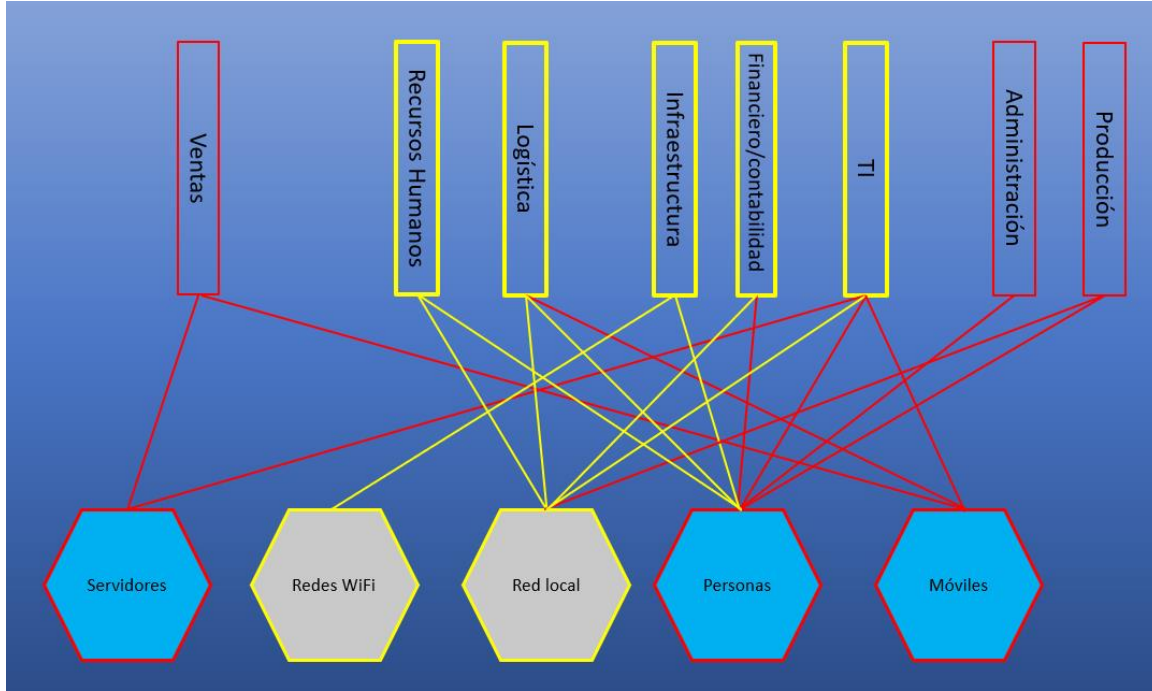 Ventas
Recursos Humanos
Logística
Infraestructura
Financiero/contabilidad
TI
Administración
Producción
Servidores
Redes WiFi
Red local
Personas
Móviles